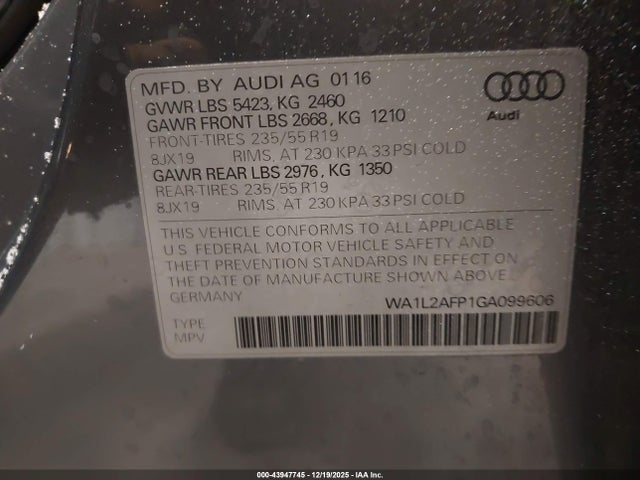 MFD. BY AUDI AG 01 16
GVWR LBS 5423, KG 2460
GAWR FRONT LBS 2668, KG 1210
FRONT-TIRES 235/55 R19
8JX19 RIMS, AT 230 KPA 33 PSI COLD
GAWR REAR LBS 2976, KG 1350
REAR-TIRES 235/55 R19
8JX19 RIMS, AT 230 KPA 33 PSI COLD
Audi
THIS VEHICLE CONFORMS TO ALL APPLICABLE
U.S. FEDERAL MOTOR VEHICLE SAFETY AND
THEFT PREVENTION STANDARDS IN EFFECT ON
THE DATE OF MANUFACTURE SHOWN ABOVE.
GERMANY WA1L2AFP1GA099606
TYPE
MPV
000-43947745 - 12/19/2025 - IAA Inc.